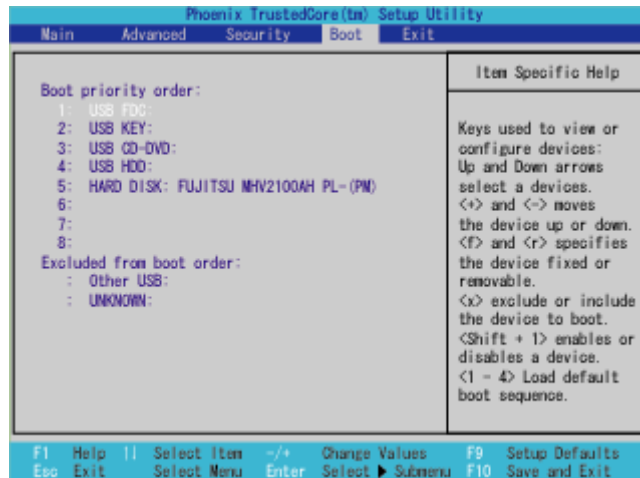 Phoenix TrustedCore(tm) Setup Utility
Main Advanced Security Boot Exit
Boot priority order:
1: USB FDC:
2: USB KEY:
3: USB CD-DVD:
4: USB HDD:
5: HARD DISK: FUJITSU MHV2100AH PL-(PM)
6:
7:
8:
Excluded from boot order:
: Other USB:
: UNKNOWN:
Item Specific Help
Keys used to view or
configure devices:
Up and Down arrows
select a devices.
<+> and <-> moves
the device up or down.
<f> and <r> specifies
the device fixed or
removable.
<x> exclude or include
the device to boot.
<Shift + 1> enables or
disables a device.
<1 - 4> Load default
boot sequence.
F1 Help ↑↓ Select Item -/+ Change Values F9 Setup Defaults
Esc Exit Select Menu Enter Select ▶ Submenu F10 Save and Exit